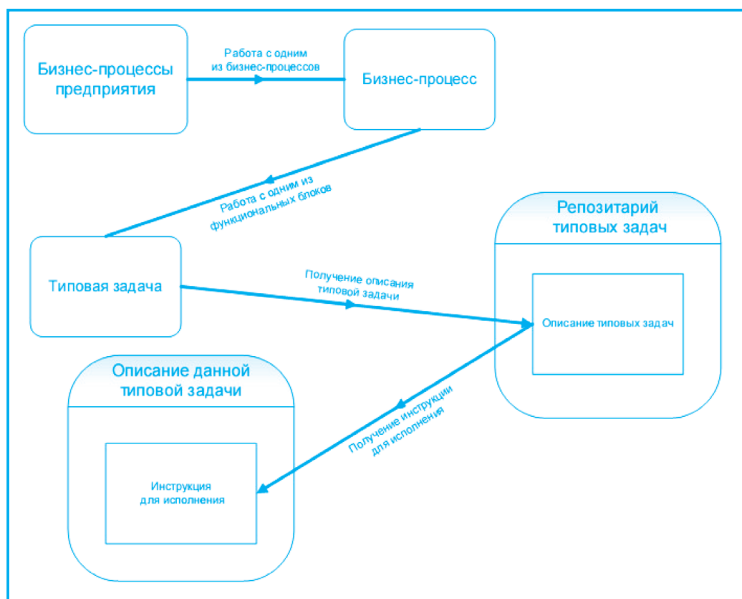 Бизнес-процессы
предприятия
Работа с одним
из бизнес-процессов
Бизнес-процесс
Работа с одним из
функциональных блоков
Репозитарий
типовых задач
Типовая задача
Получение описания
типовой задачи
Описание типовых задач
Описание данной
типовой задачи
Получение инструкции
для исполнения
Инструкция
для исполнения